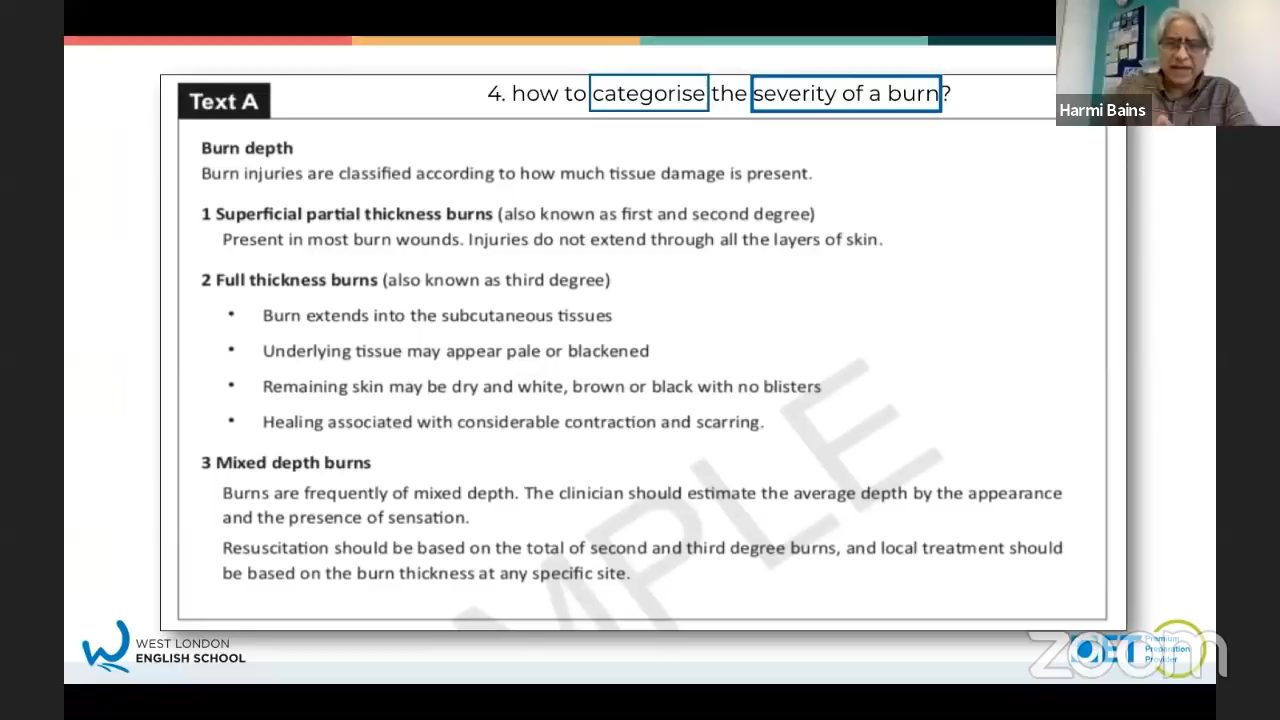 4. how to categorise the severity of a burn?
Harmi Bains
Text A
Burn depth
Burn injuries are classified according to how much tissue damage is present.
1 Superficial partial thickness burns (also known as first and second degree)
Present in most burn wounds. Injuries do not extend through all the layers of skin.
2 Full thickness burns (also known as third degree)
• Burn extends into the subcutaneous tissues
• Underlying tissue may appear pale or blackened
• Remaining skin may be dry and white, brown or black with no blisters
• Healing associated with considerable contraction and scarring.
3 Mixed depth burns
Burns are frequently of mixed depth. The clinician should estimate the average depth by the appearance
and the presence of sensation.
Resuscitation should be based on the total of second and third degree burns, and local treatment should
be based on the burn thickness at any specific site.
MPLE
WEST LONDON
ENGLISH SCHOOL
OET
Premium
Preparation
Provider
zoom